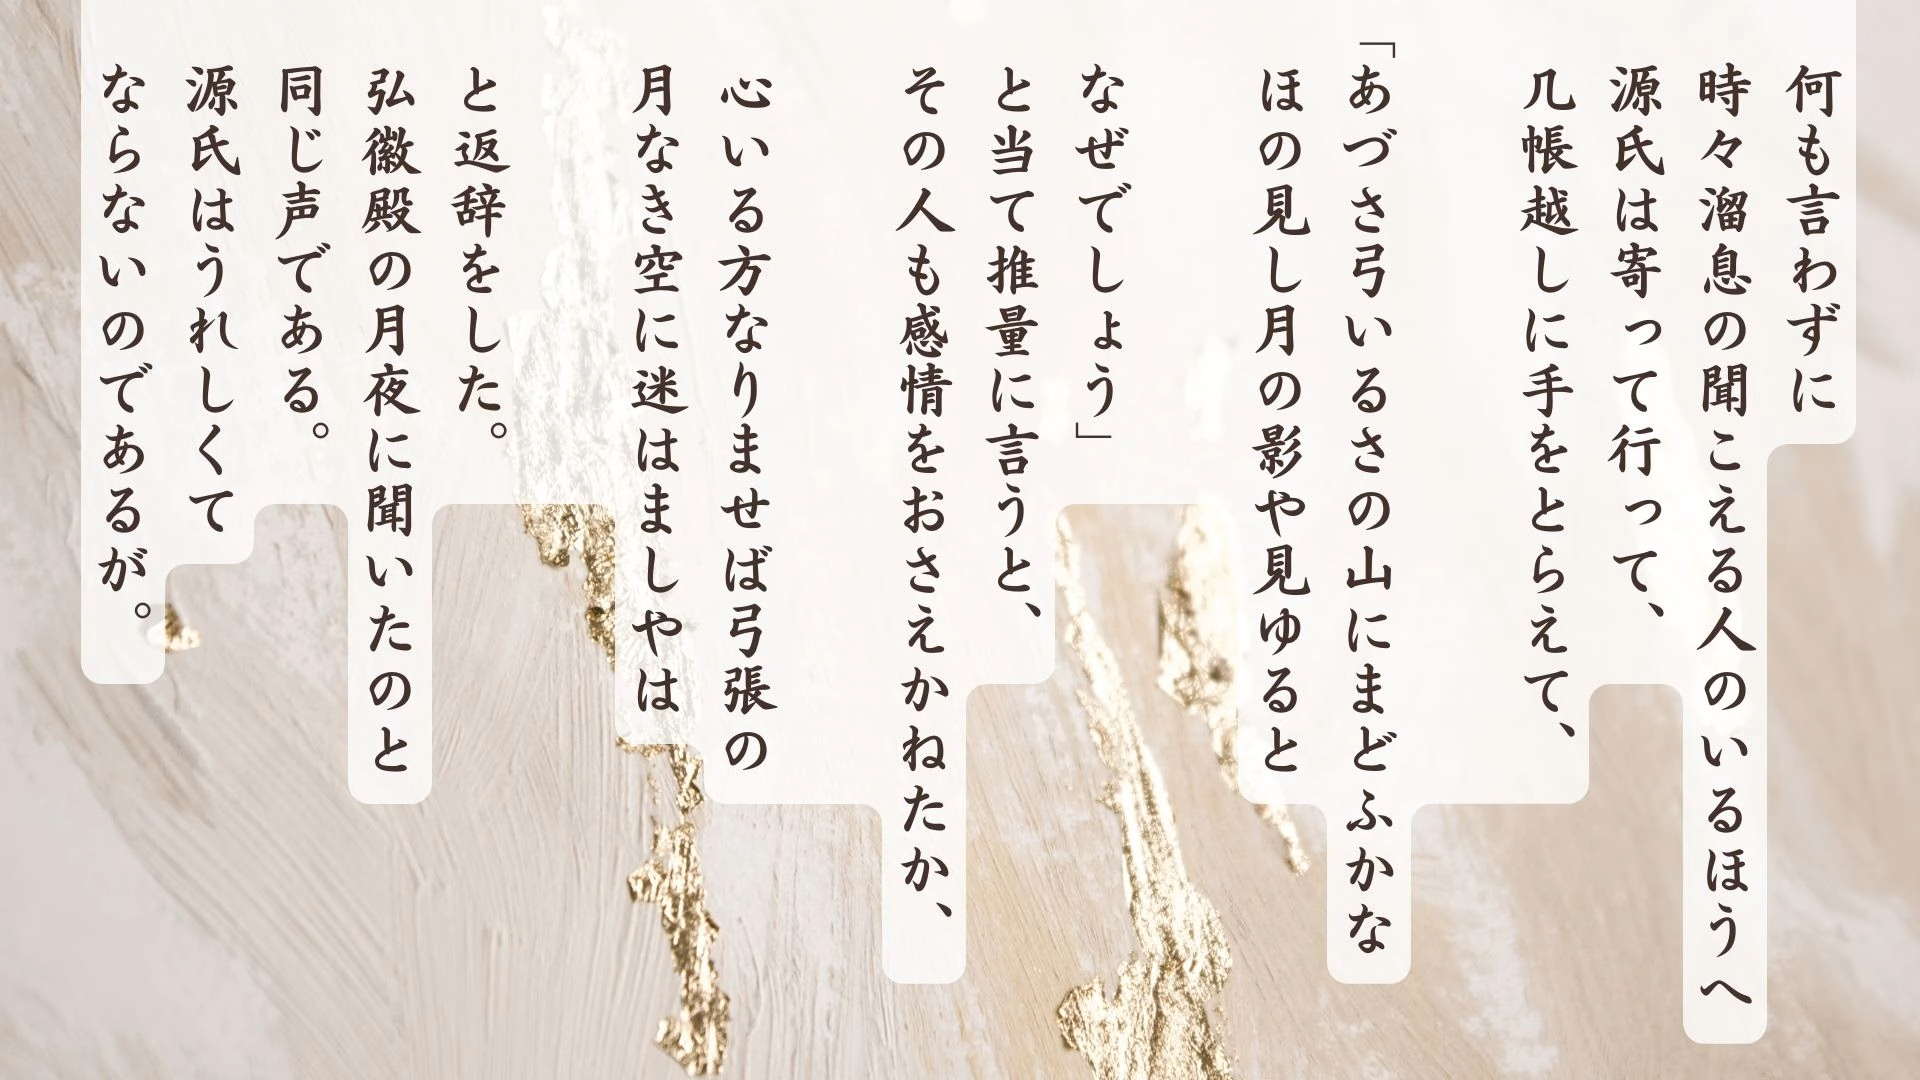 何も言わずに
時々溜息の聞こえる人のいるほうへ
源氏は寄って行って、
几帳越しに手をとらえて、
「あづさ弓いるさの山にまどふかな
ほの見し月の影や見ゆると
なぜでしょう」
と当て推量に言うと、
その人も感情をおさえかねたか、
心いる方なりませば弓張の
月なき空に迷はましやは
と返辞をした。
弘徽殿の月夜に聞いたのと
同じ声である。
源氏はうれしくて
ならないのであるが。